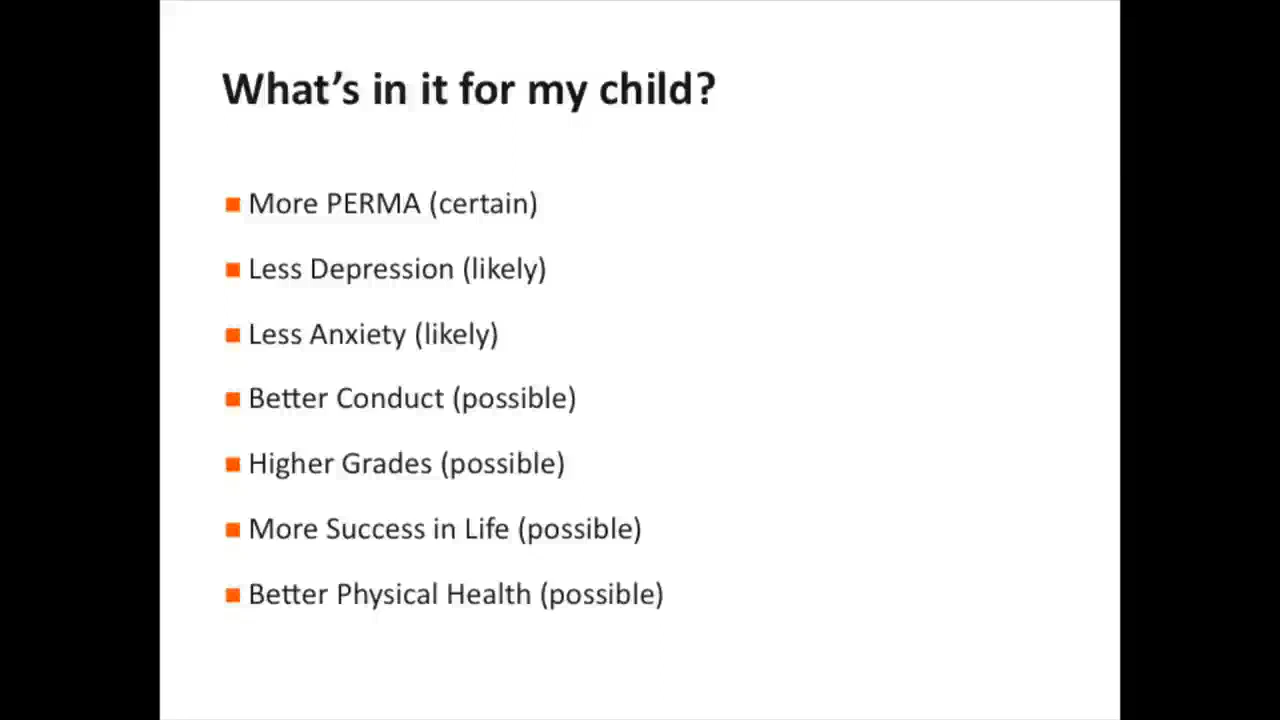 What's in it for my child?
More PERMA (certain)
Less Depression (likely)
Less Anxiety (likely)
Better Conduct (possible)
Higher Grades (possible)
More Success in Life (possible)
Better Physical Health (possible)